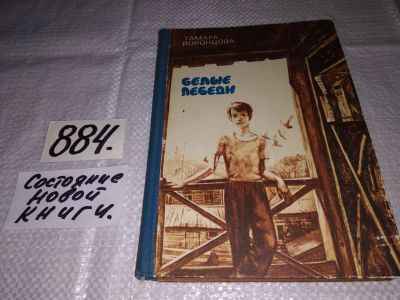 ТАМАРА
ВОРОНЦОВА
БЕЛЫЕ
ЛЕБЕДИ
884.
Состояние
новой
книги.